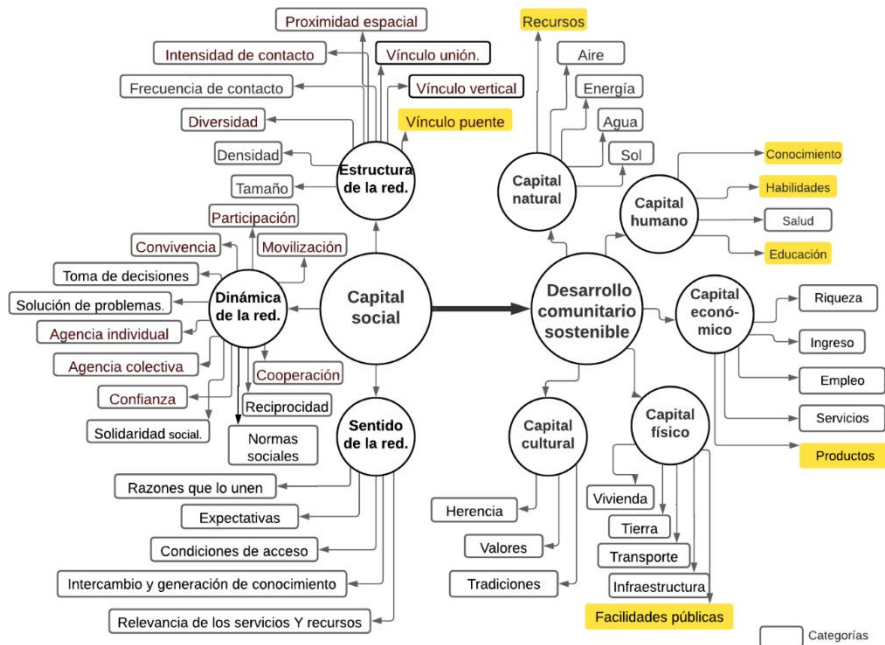 Proximidad espacial
Intensidad de contacto
Vínculo unión.
Frecuencia de contacto
Vínculo vertical
Diversidad
Vínculo puente
Densidad
Tamaño
Estructura
de la red.
Participación
Convivencia
Movilización
Toma de decisiones
Solución de problemas.
Dinámica
de la red.
Agencia individual
Agencia colectiva
Cooperación
Confianza
Reciprocidad
Solidaridad social.
Normas
sociales
Capital
social
Sentido
de la red.
Razones que lo unen
Expectativas
Condiciones de acceso
Intercambio y generación de conocimiento
Relevancia de los servicios Y recursos
Recursos
Aire
Energía
Agua
Sol
Capital
natural
Capital
humano
Conocimiento
Habilidades
Salud
Educación
Desarrollo
comunitario
sostenible
Capital
econó-
mico
Riqueza
Ingreso
Empleo
Servicios
Productos
Capital
cultural
Herencia
Valores
Tradiciones
Capital
físico
Vivienda
Tierra
Transporte
Infraestructura
Facilidades públicas
Categorías